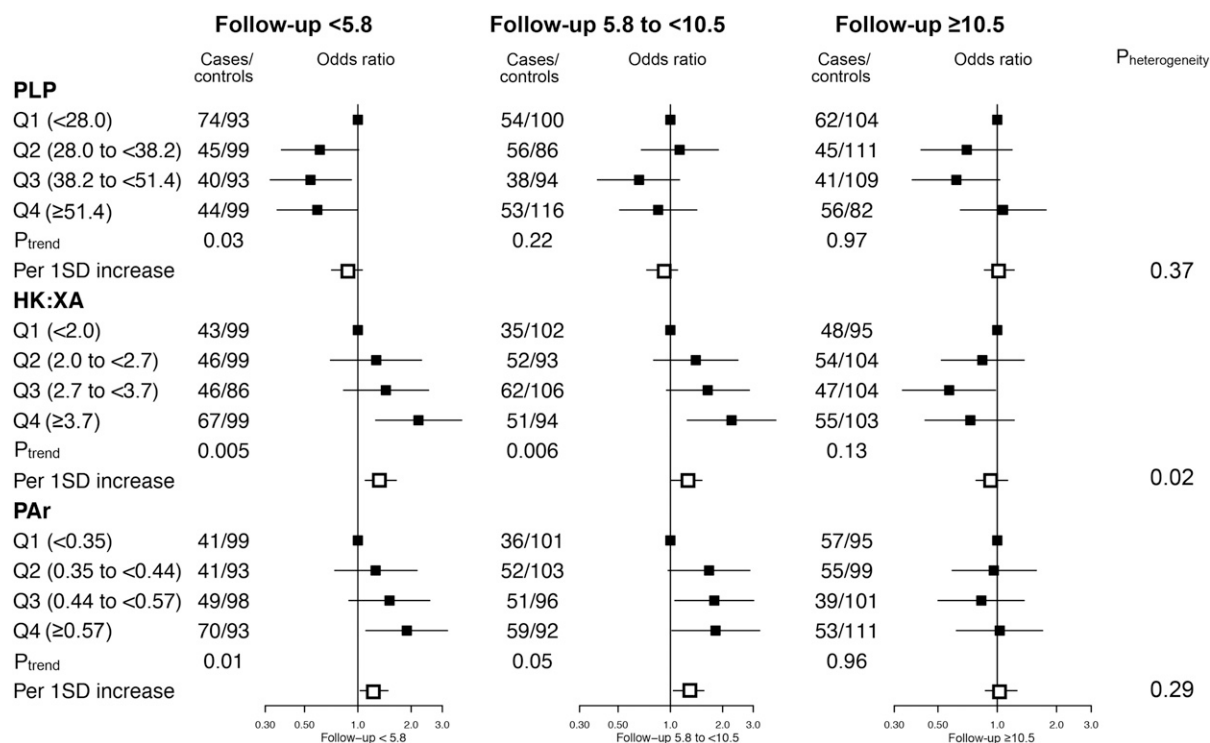 Follow-up <5.8 Follow-up 5.8 to <10.5 Follow-up ≥10.5
Cases/ controls Odds ratio Cases/ controls Odds ratio Cases/ controls Odds ratio Pheterogeneity
PLP
Q1 (<28.0) 74/93 54/100 62/104
Q2 (28.0 to <38.2) 45/99 56/86 45/111
Q3 (38.2 to <51.4) 40/93 38/94 41/109
Q4 (≥51.4) 44/99 53/116 56/82
Ptrend 0.03 0.22 0.97
Per 1SD increase 0.37
HK:XA
Q1 (<2.0) 43/99 35/102 48/95
Q2 (2.0 to <2.7) 46/99 52/93 54/104
Q3 (2.7 to <3.7) 46/86 62/106 47/104
Q4 (≥3.7) 67/99 51/94 55/103
Ptrend 0.005 0.006 0.13
Per 1SD increase 0.02
PAr
Q1 (<0.35) 41/99 36/101 57/95
Q2 (0.35 to <0.44) 41/93 52/103 55/99
Q3 (0.44 to <0.57) 49/98 51/96 39/101
Q4 (≥0.57) 70/93 59/92 53/111
Ptrend 0.01 0.05 0.96
Per 1SD increase 0.29
0.30 0.50 1.0 2.0 3.0 0.30 0.50 1.0 2.0 3.0 0.30 0.50 1.0 2.0 3.0
Follow-up < 5.8 Follow-up 5.8 to <10.5 Follow-up ≥10.5